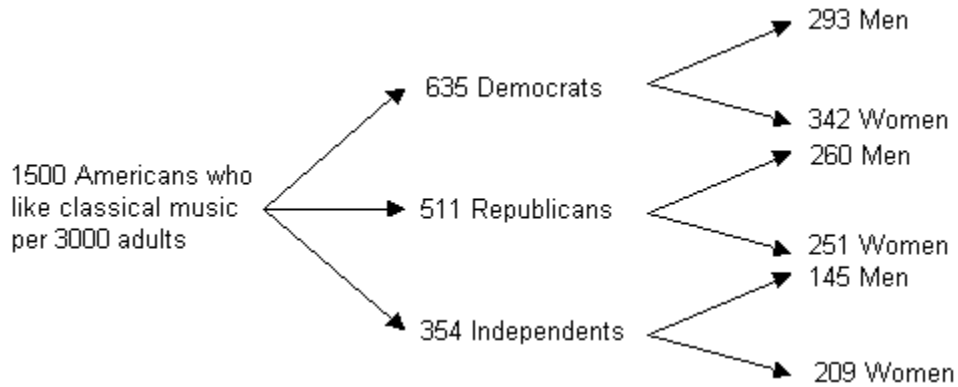 1500 Americans who
like classical music
per 3000 adults
635 Democrats
293 Men
342 Women
511 Republicans
260 Men
251 Women
354 Independents
145 Men
209 Women